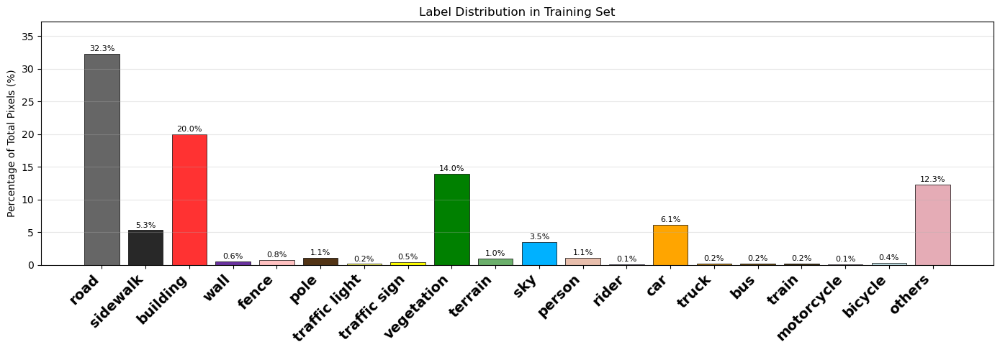 Label Distribution in Training Set
Percentage of Total Pixels (%)
35
30
25
20
15
10
5
0
32.3%
5.3%
20.0%
0.6%
0.8%
1.1%
0.2%
0.5%
14.0%
1.0%
3.5%
1.1%
0.1%
6.1%
0.2%
0.2%
0.2%
0.1%
0.4%
12.3%
road
sidewalk
building
wall
fence
pole
traffic light
traffic sign
vegetation
terrain
sky
person
rider
car
truck
bus
train
motorcycle
bicycle
others